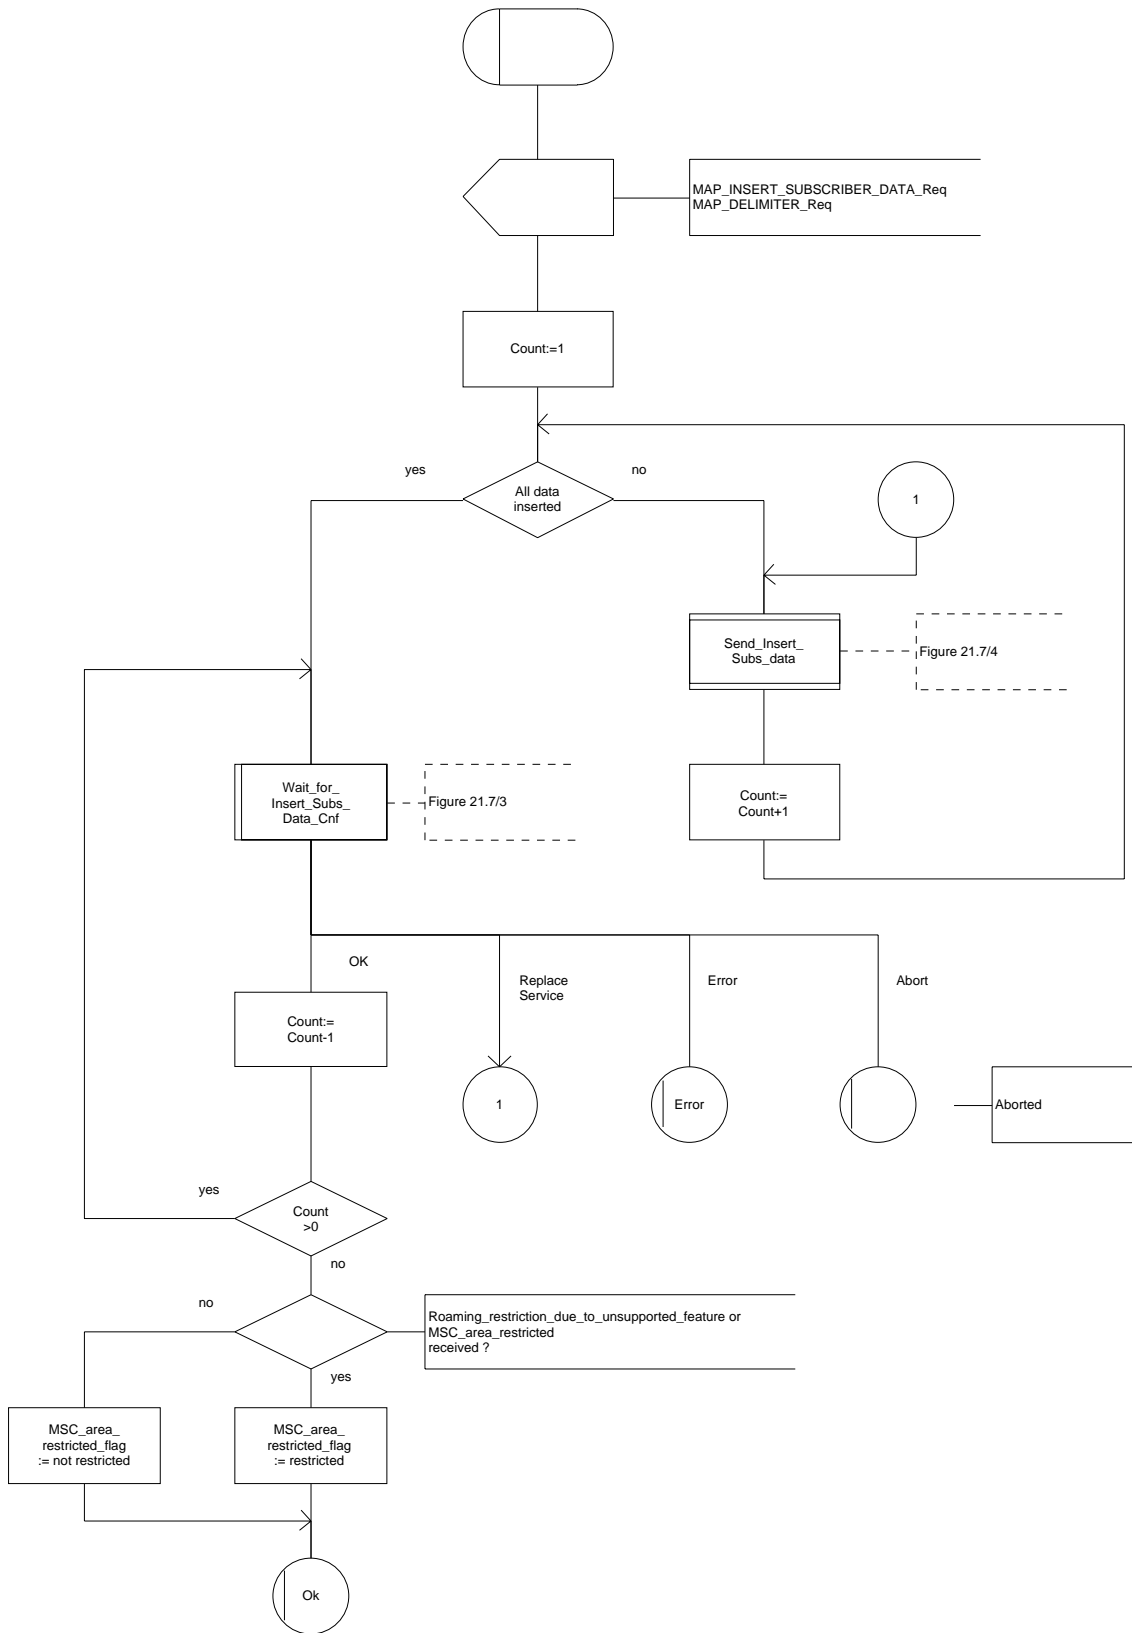 MAP_INSERT_SUBSCRIBER_DATA_Req
MAP_DELIMITER_Req
Count:=1
yes
no
All data
inserted
1
Send_Insert_
Subs_data
Figure 21.7/4
Wait_for_
Insert_Subs_
Data_Cnf
Figure 21.7/3
Count:=
Count+1
OK
Replace
Service
Error
Abort
Count:=
Count-1
1
Error
Aborted
yes
Count
>0
no
no
Roaming_restriction_due_to_unsupported_feature or
MSC_area_restricted
received ?
yes
MSC_area_
restricted_flag
:= not restricted
MSC_area_
restricted_flag
:= restricted
Ok